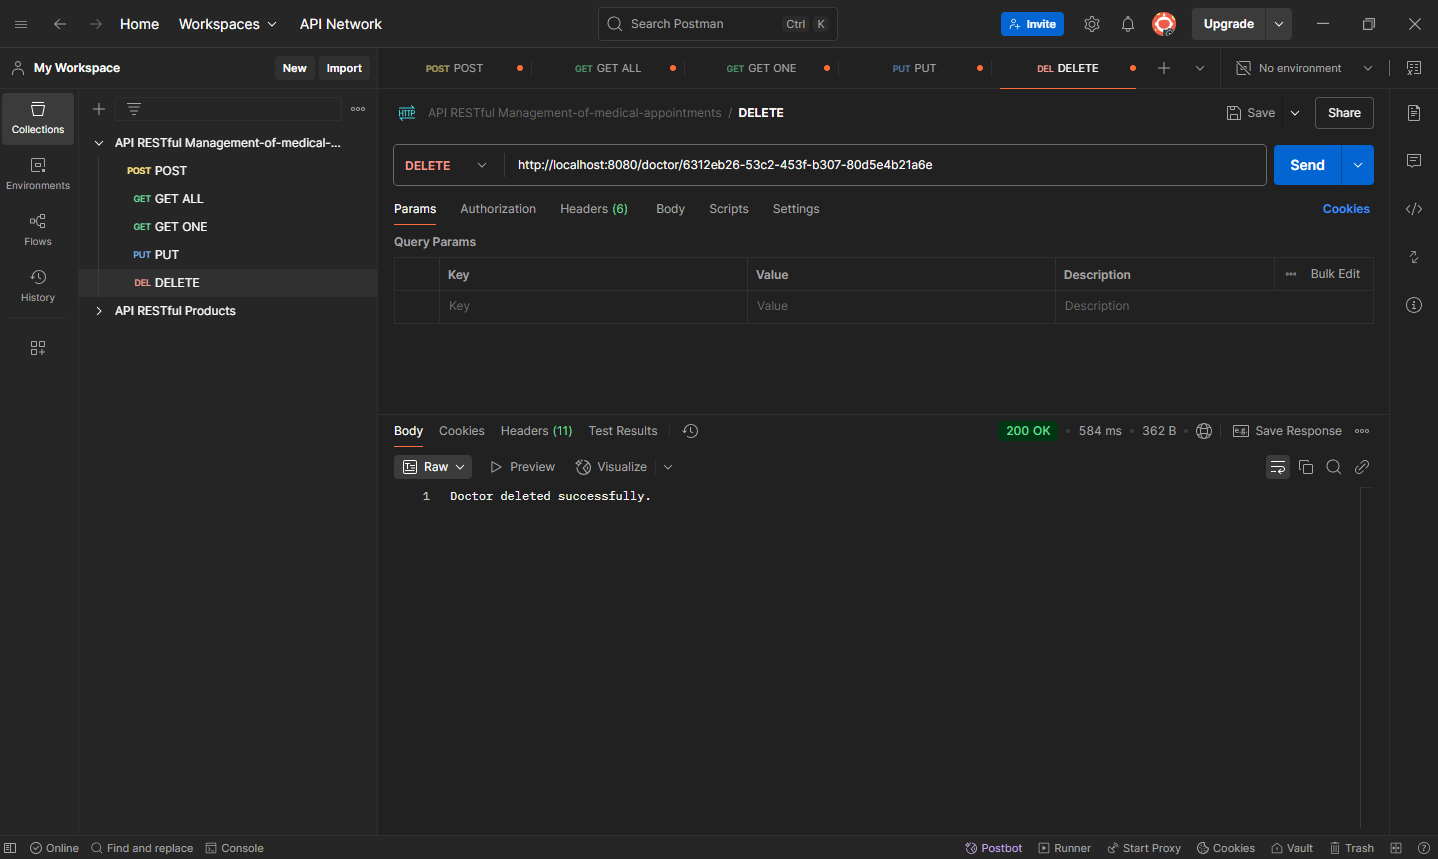 Home Workspaces API Network Search Postman Ctrl K Invite Upgrade
My Workspace New Import POST POST GET GET ALL GET GET ONE PUT PUT DEL DELETE No environment
Collections
Environments
Flows
History
API RESTful Management-of-medical-...
POST POST
GET GET ALL
GET GET ONE
PUT PUT
DEL DELETE
API RESTful Products
HTTP API RESTful Management-of-medical-appointments / DELETE Save Share
DELETE http://localhost:8080/doctor/6312eb26-53c2-453f-b307-80d5e4b21a6e Send
Params Authorization Headers (6) Body Scripts Settings Cookies
Query Params
Key Value Description Bulk Edit
Key Value Description
Body Cookies Headers (11) Test Results 200 OK 584 ms 362 B e.g. Save Response
Raw Preview Visualize
1 Doctor deleted successfully.
Online Find and replace Console Postbot Runner Start Proxy Cookies Vault Trash